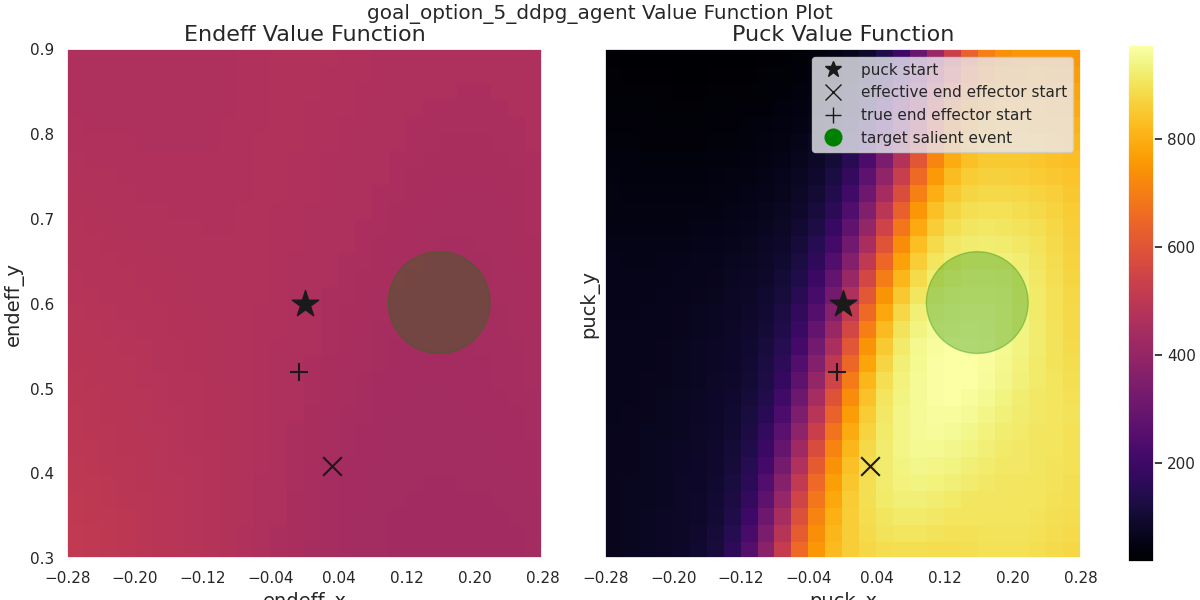 goal_option_5_ddpg_agent Value Function Plot
Endeff Value Function
Puck Value Function
puck start
effective end effector start
true end effector start
target salient event
endeff_y
0.9
0.8
0.7
0.6
0.5
0.4
0.3
−0.28 −0.20 −0.12 −0.04 0.04 0.12 0.20 0.28
endeff_x
puck_y
−0.28 −0.20 −0.12 −0.04 0.04 0.12 0.20 0.28
puck_x
800
600
400
200